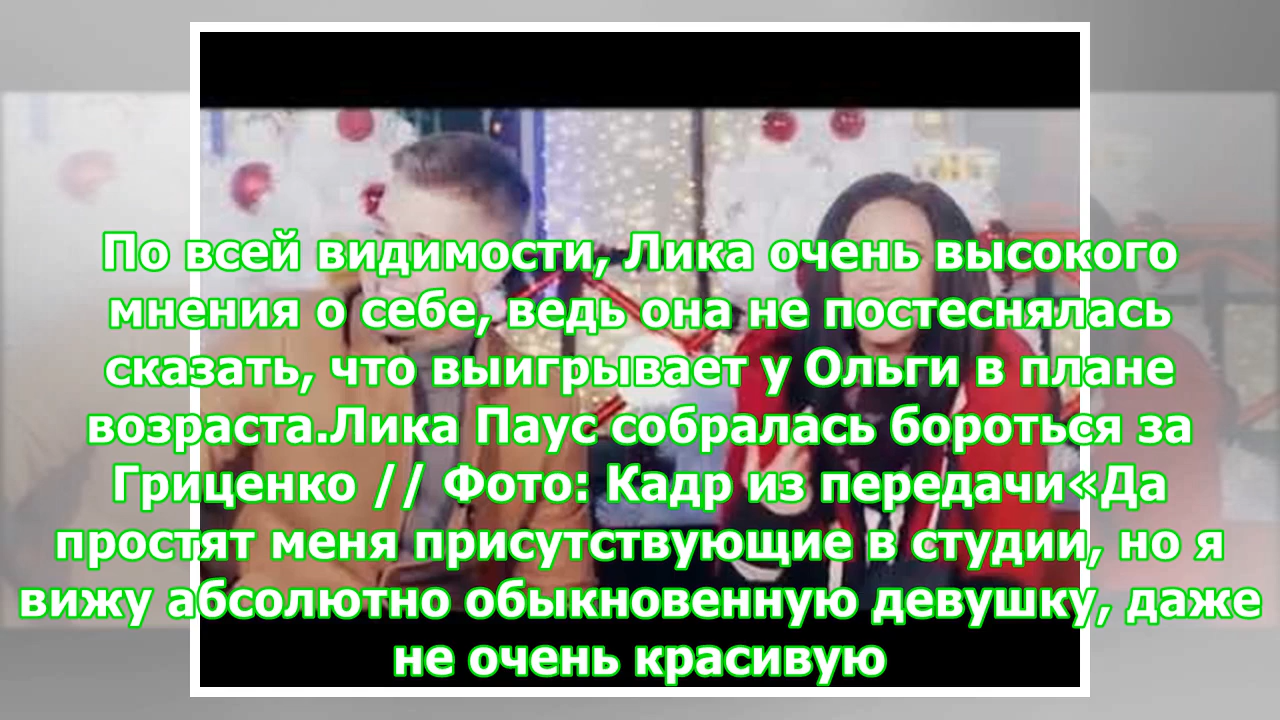 По всей видимости, Лика очень высокого
мнения о себе, ведь она не постеснялась
сказать, что выигрывает у Ольги в плане
возраста.Лика Паус собралась бороться за
Гриценко // Фото: Кадр из передачи«Да
простят меня присутствующие в студии, но я
вижу абсолютно обыкновенную девушку, даже
не очень красивую